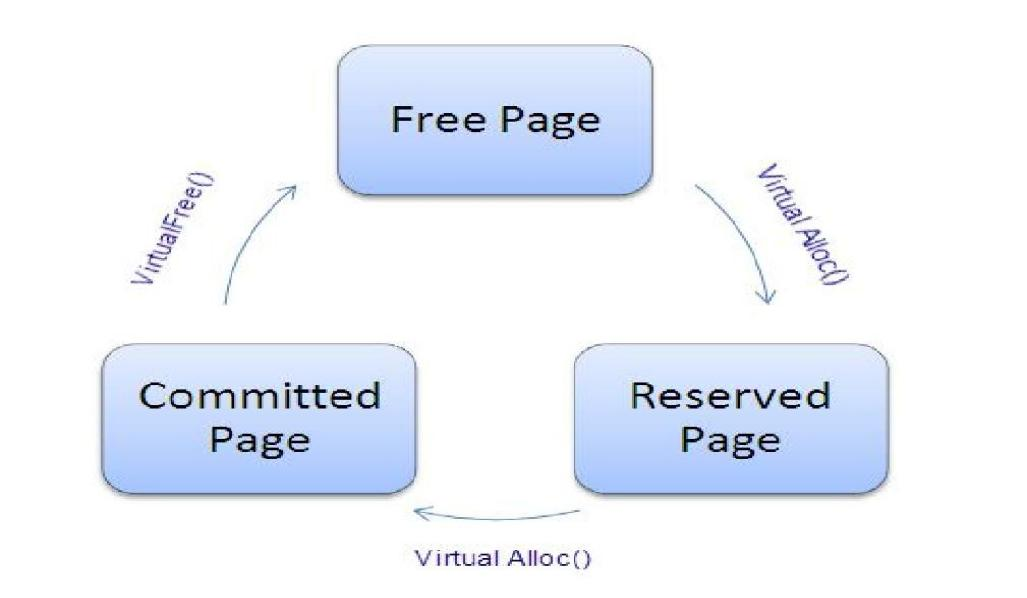 Free Page
VirtualFree()
Virtual Alloc()
Committed
Page
Reserved
Page
Virtual Alloc()